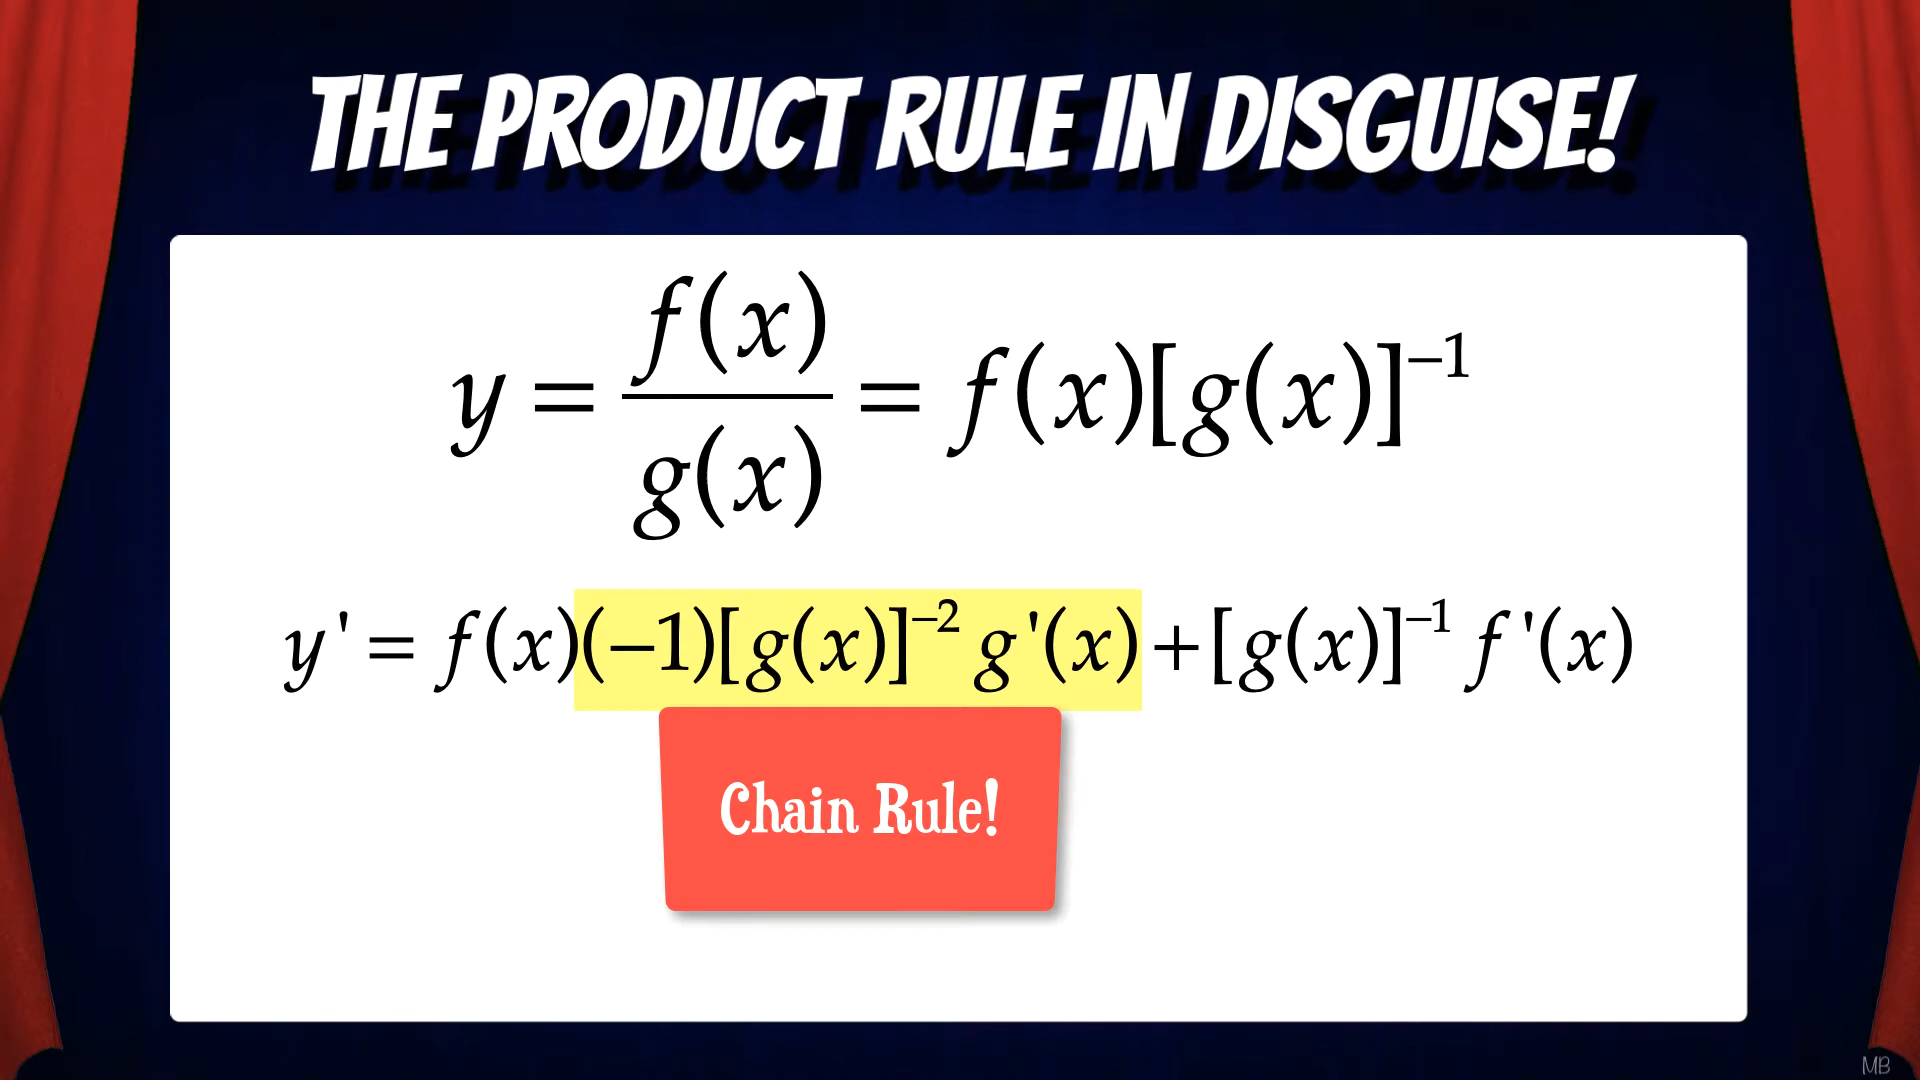 THE PRODUCT RULE IN DISGUISE!
y = f(x)/g(x) = f(x)[g(x)]⁻¹
y' = f(x)(−1)[g(x)]⁻² g'(x) + [g(x)]⁻¹ f'(x)
Chain Rule!
MB